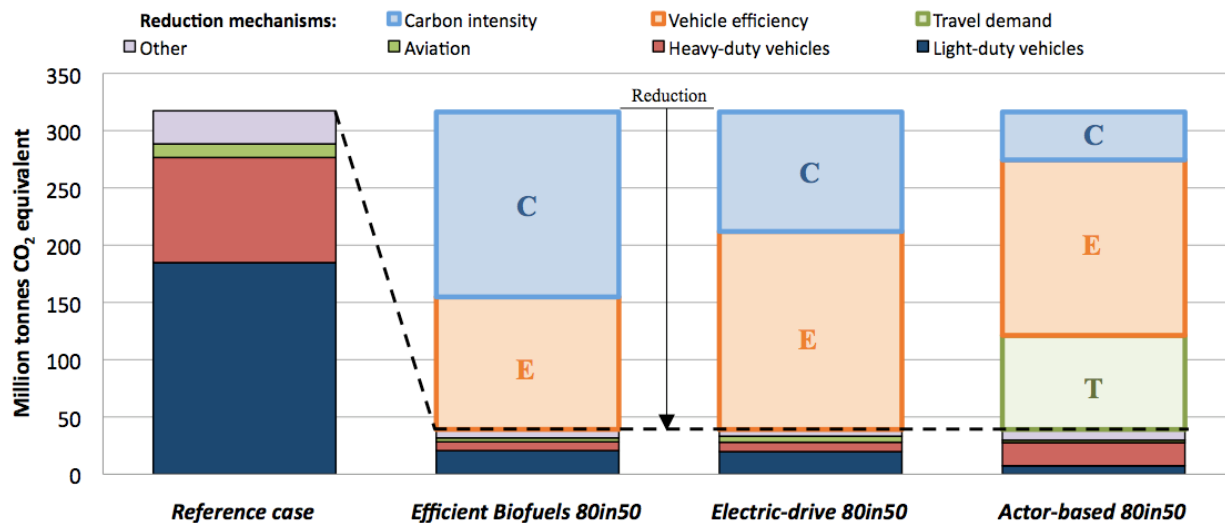 Reduction mechanisms: Carbon intensity Vehicle efficiency Travel demand
Other Aviation Heavy-duty vehicles Light-duty vehicles
350
300
250
200
150
100
50
0
Million tonnes CO₂ equivalent
Reduction
C
E
C
E
C
E
T
Reference case Efficient Biofuels 80in50 Electric-drive 80in50 Actor-based 80in50